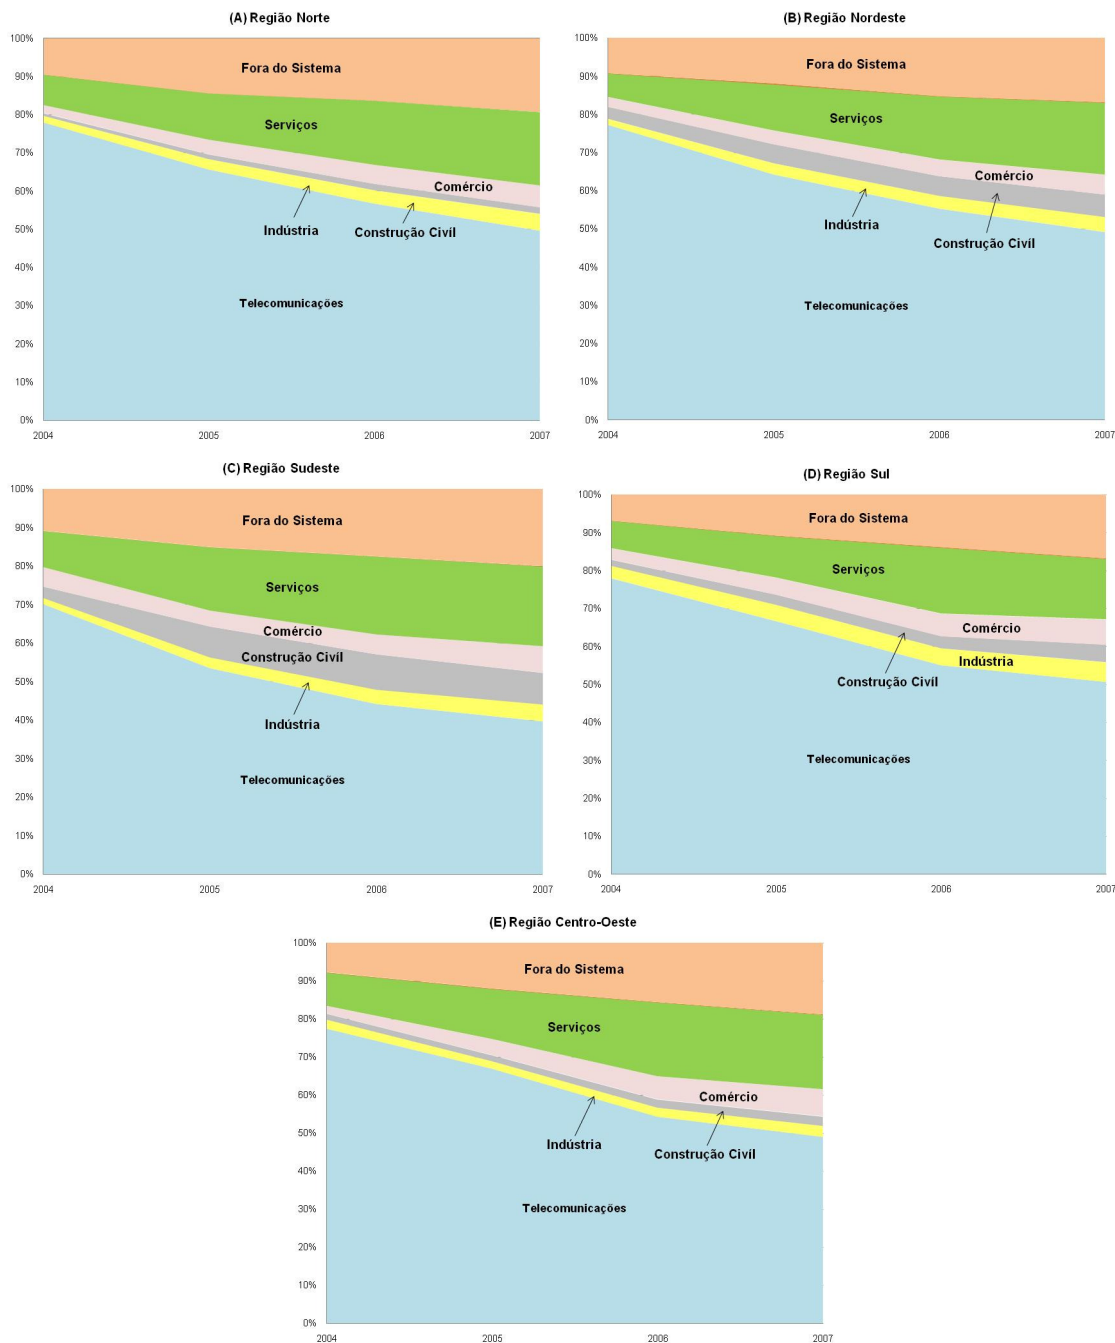 (A) Região Norte
100%
90%
80%
70%
60%
50%
40%
30%
20%
10%
0%
Fora do Sistema
Serviços
Comércio
Indústria
Construção Civíl
Telecomunicações
2004 2005 2006 2007
(B) Região Nordeste
100%
90%
80%
70%
60%
50%
40%
30%
20%
10%
0%
Fora do Sistema
Serviços
Comércio
Indústria
Construção Civíl
Telecomunicações
2004 2005 2006 2007
(C) Região Sudeste
100%
90%
80%
70%
60%
50%
40%
30%
20%
10%
0%
Fora do Sistema
Serviços
Comércio
Construção Civíl
Indústria
Telecomunicações
2004 2005 2006 2007
(D) Região Sul
100%
90%
80%
70%
60%
50%
40%
30%
20%
10%
0%
Fora do Sistema
Serviços
Comércio
Indústria
Construção Civíl
Telecomunicações
2004 2005 2006 2007
(E) Região Centro-Oeste
100%
90%
80%
70%
60%
50%
40%
30%
20%
10%
0%
Fora do Sistema
Serviços
Comércio
Indústria
Construção Civíl
Telecomunicações
2004 2005 2006 2007